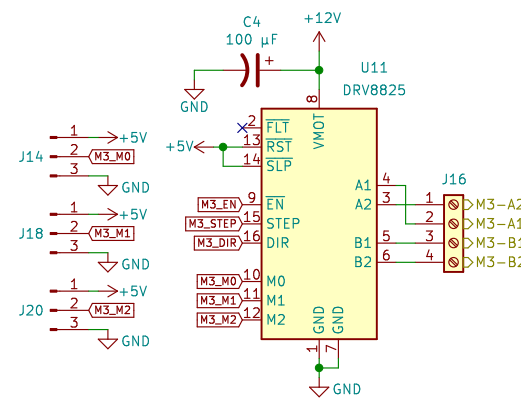 +12V
C4
100 µF
+
GND
U11
DRV8825
8
VMOT
2
FLT
+5V
13
RST
14
SLP
1
+5V
J14
2
M3_M0
3
GND
M3_EN
9
EN
M3_STEP
15
STEP
M3_DIR
16
DIR
A1
4
A2
3
B1
5
B2
6
J16
1
M3-A2
2
M3-A1
3
M3-B1
4
M3-B2
1
+5V
J18
2
M3_M1
3
GND
M3_M0
10
M0
M3_M1
11
M1
M3_M2
12
M2
1
+5V
J20
2
M3_M2
3
GND
GND
GND
1
7
GND